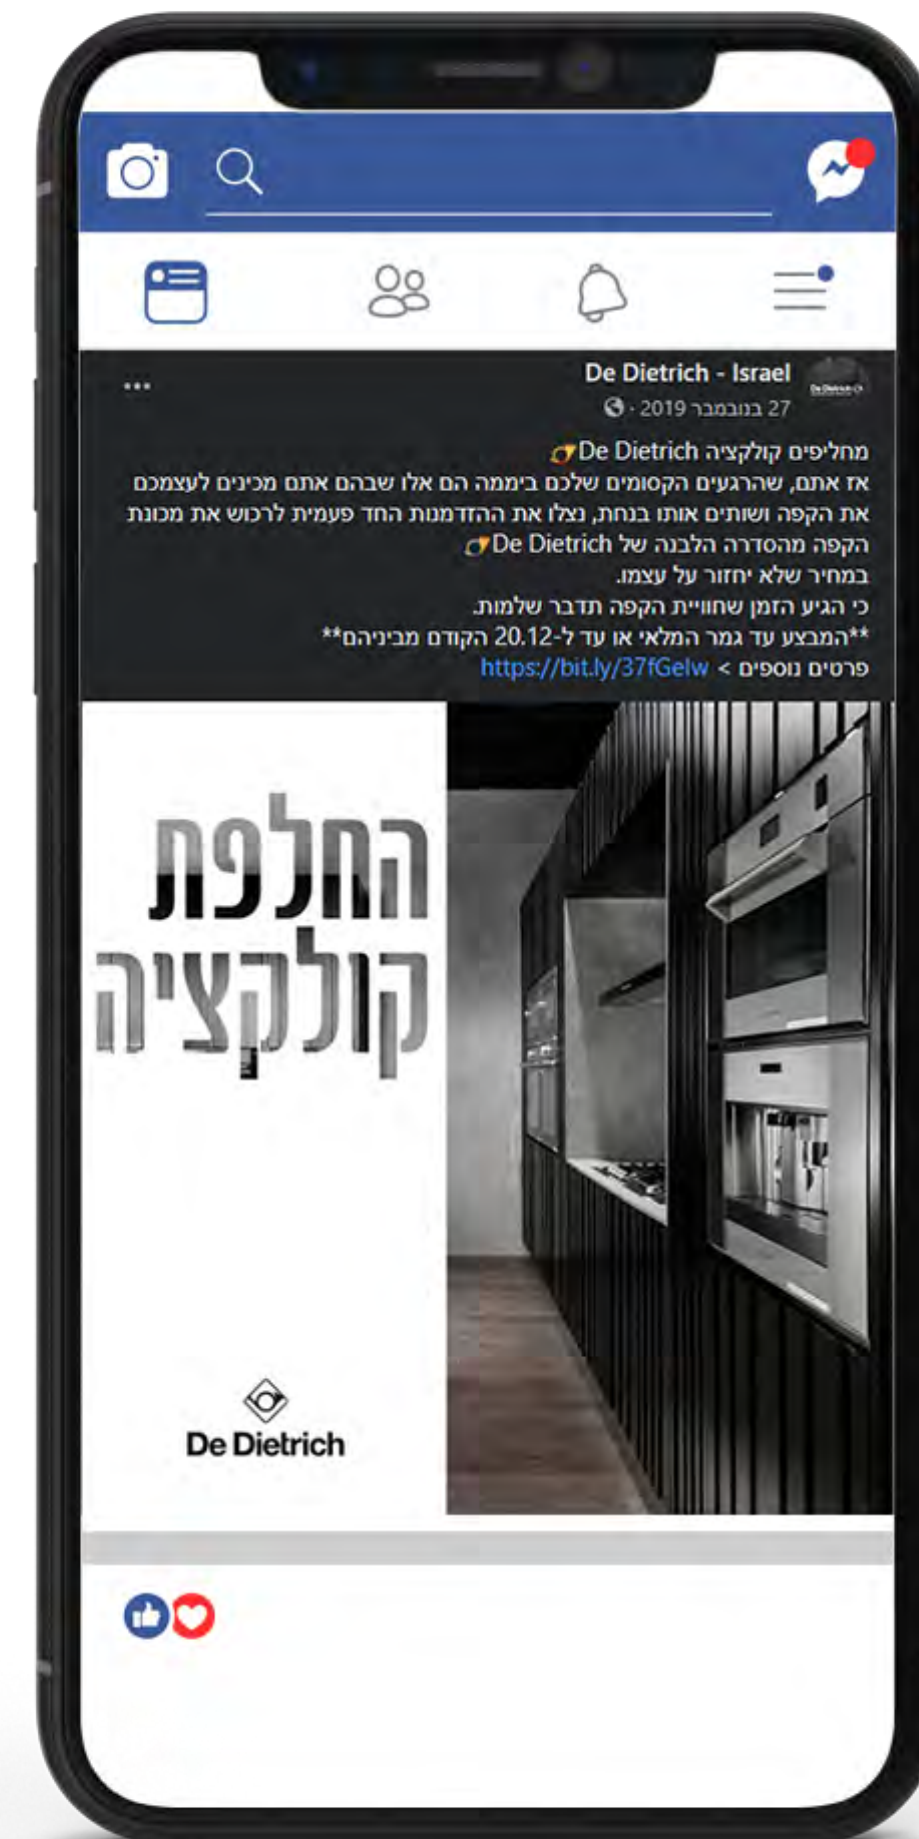 De Dietrich - Israel
27 בנובמבר 2019 ·
מחליפים קולקציה De Dietrich
אז אתם, שהרגעים הקסומים שלכם ביממה הם אלו שבהם אתם מכינים לעצמכם
את הקפה ושותים אותו בנחת, נצלו את ההזדמנות החד פעמית לרכוש את מכונת
הקפה מהסדרה הלבנה של De Dietrich
במחיר שלא יחזור על עצמו.
כי הגיע הזמן שחוויית הקפה תדבר שלמות.
**המבצע עד גמר המלאי או עד ל-20.12 הקודם מביניהם**
פרטים נוספים > https://bit.ly/37fGelw
החלפת
קולקציה
De Dietrich